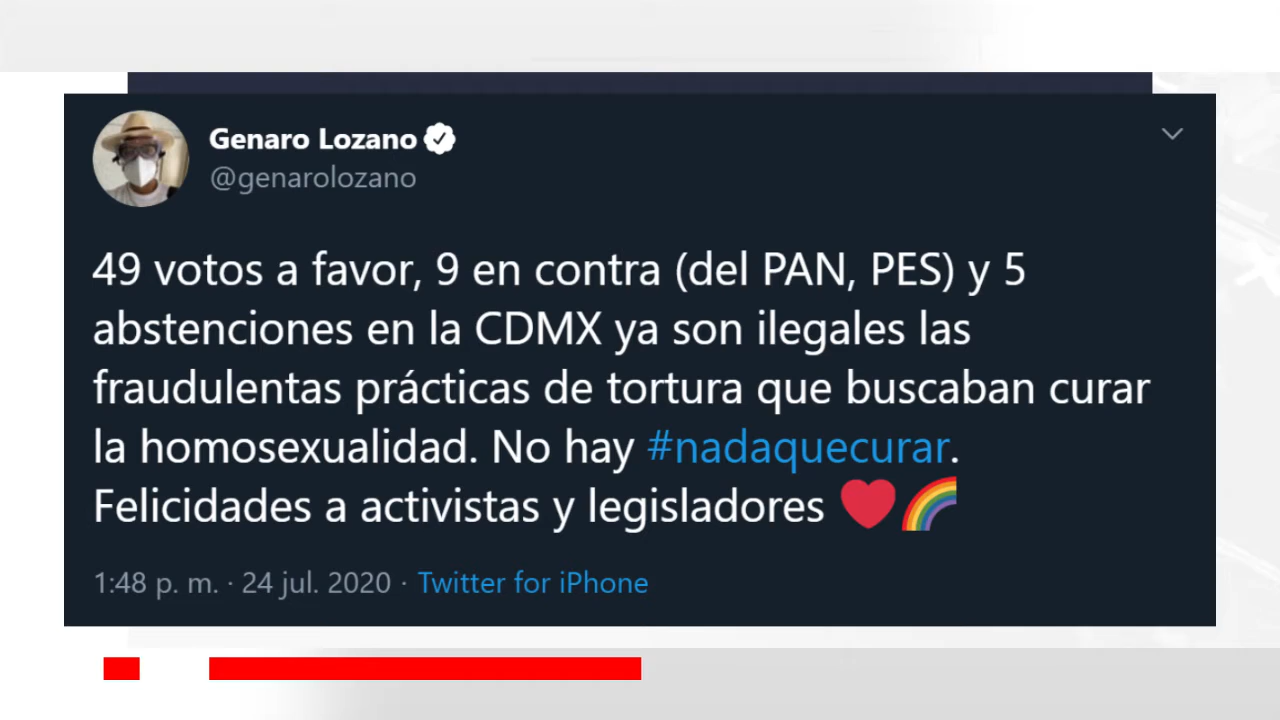 Genaro Lozano
@genarolozano
49 votos a favor, 9 en contra (del PAN, PES) y 5
abstenciones en la CDMX ya son ilegales las
fraudulentas prácticas de tortura que buscaban curar
la homosexualidad. No hay #nadaquecurar.
Felicidades a activistas y legisladores ❤️🌈
1:48 p. m. · 24 jul. 2020 · Twitter for iPhone